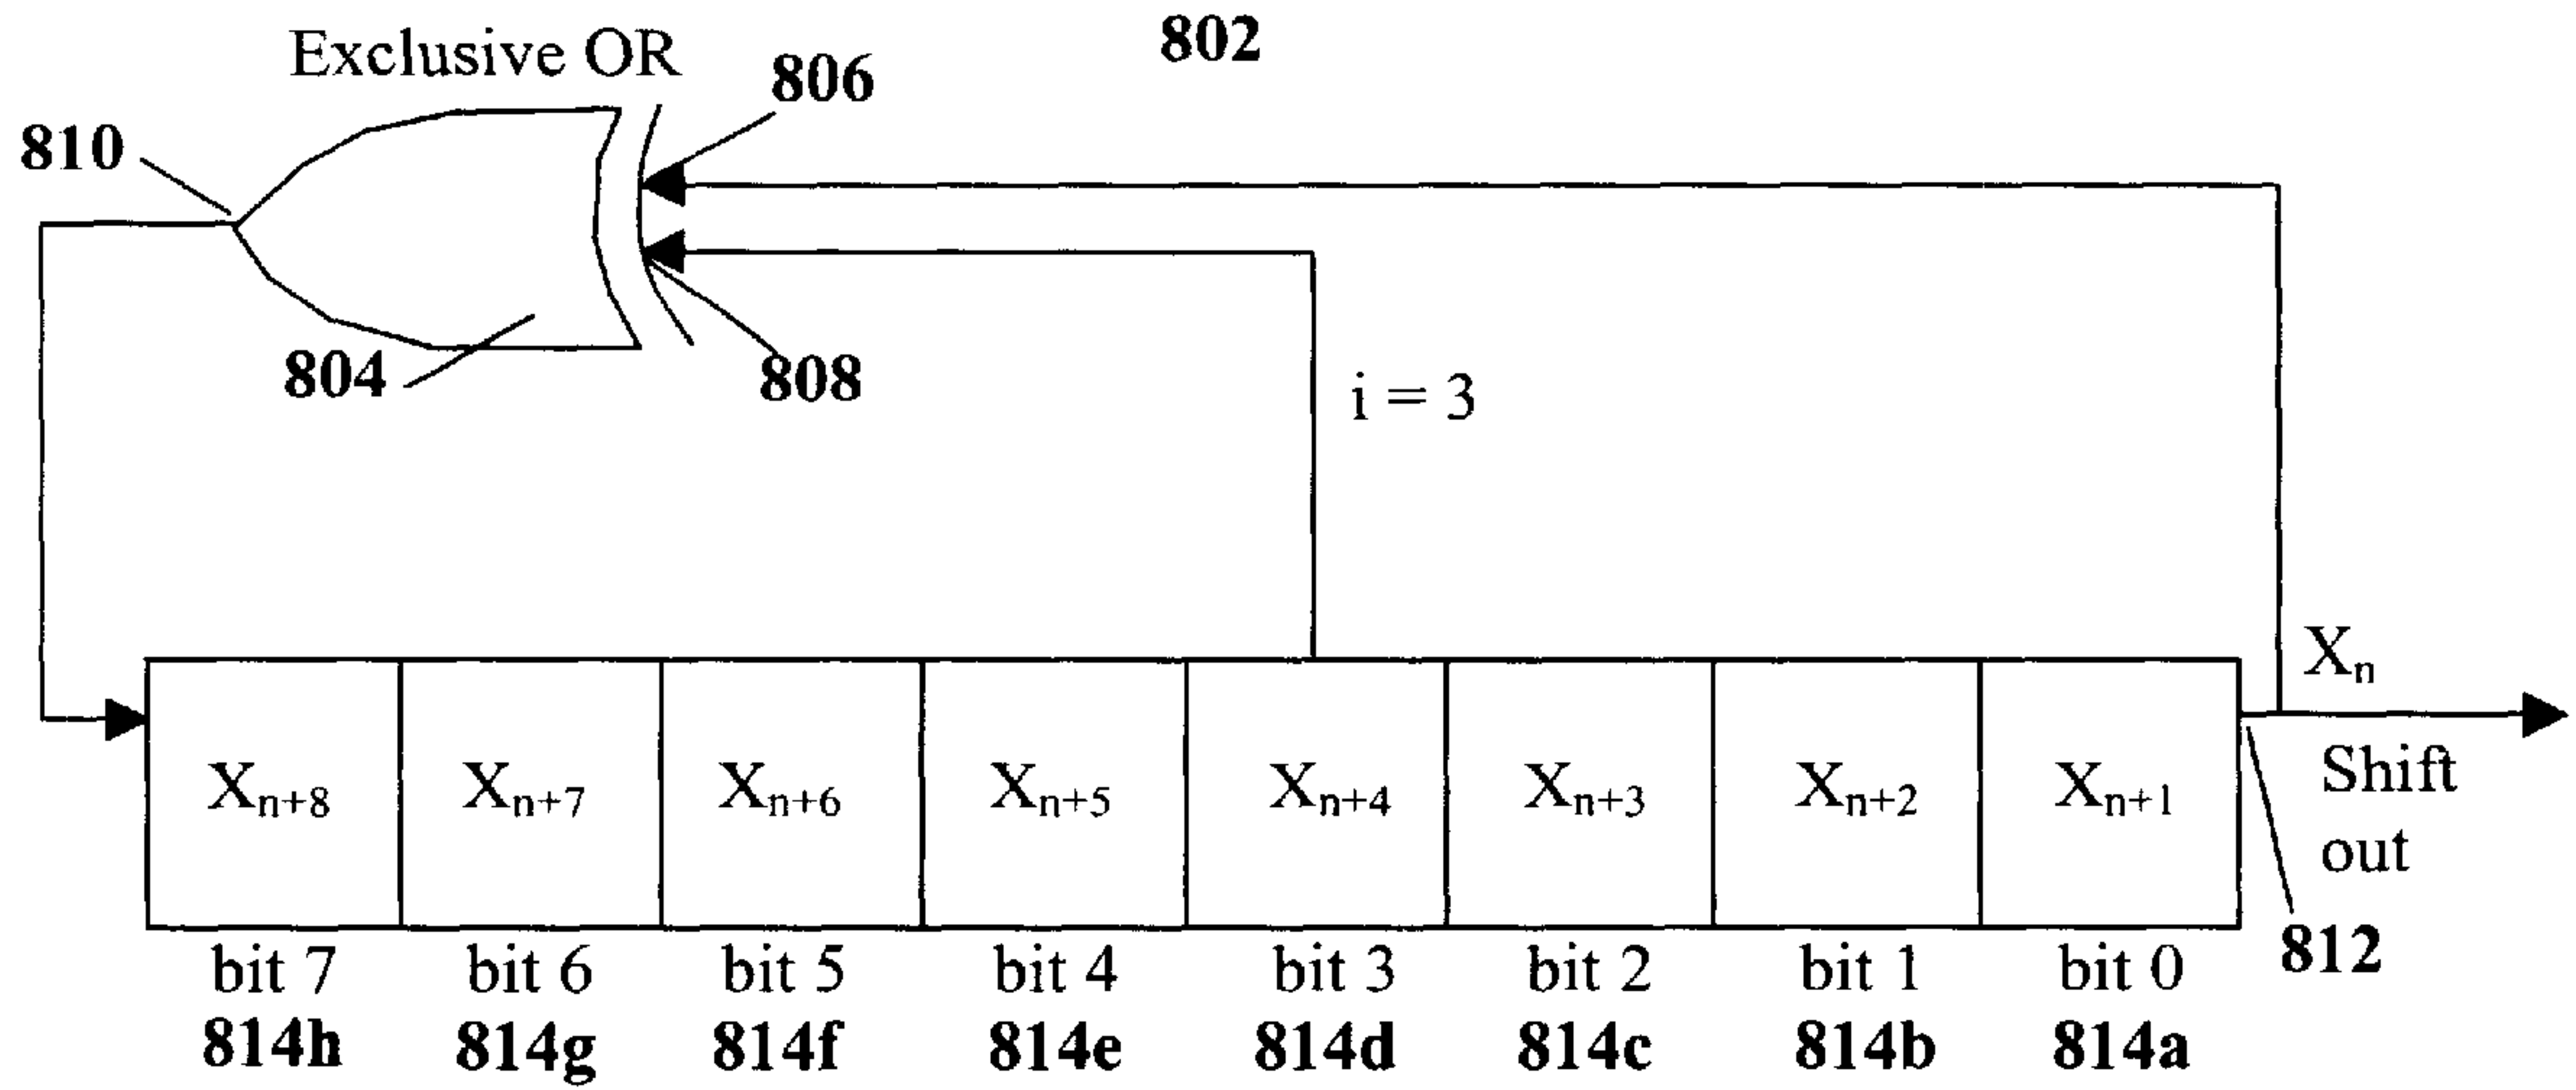 802
Exclusive OR
806
810
804
808
i = 3
Xn
Xn+8 Xn+7 Xn+6 Xn+5 Xn+4 Xn+3 Xn+2 Xn+1
Shift
out
812
bit 7 bit 6 bit 5 bit 4 bit 3 bit 2 bit 1 bit 0
814h 814g 814f 814e 814d 814c 814b 814a